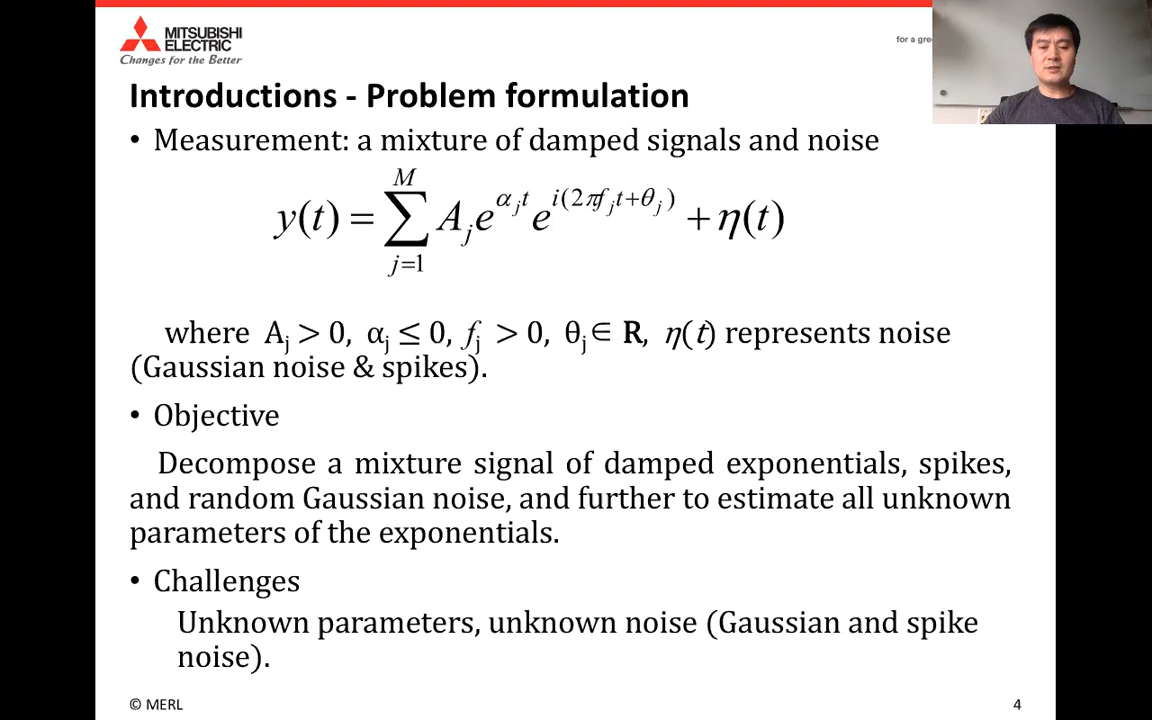 MITSUBISHI
ELECTRIC
Changes for the Better
for a gre
Introductions - Problem formulation
• Measurement: a mixture of damped signals and noise
y(t) = ∑_{j=1}^{M} A_j e^{α_j t} e^{i(2πf_j t+θ_j)} + η(t)
where A_j > 0, α_j ≤ 0, f_j > 0, θ_j ∈ R, η(t) represents noise
(Gaussian noise & spikes).
• Objective
Decompose a mixture signal of damped exponentials, spikes,
and random Gaussian noise, and further to estimate all unknown
parameters of the exponentials.
• Challenges
Unknown parameters, unknown noise (Gaussian and spike
noise).
© MERL
4